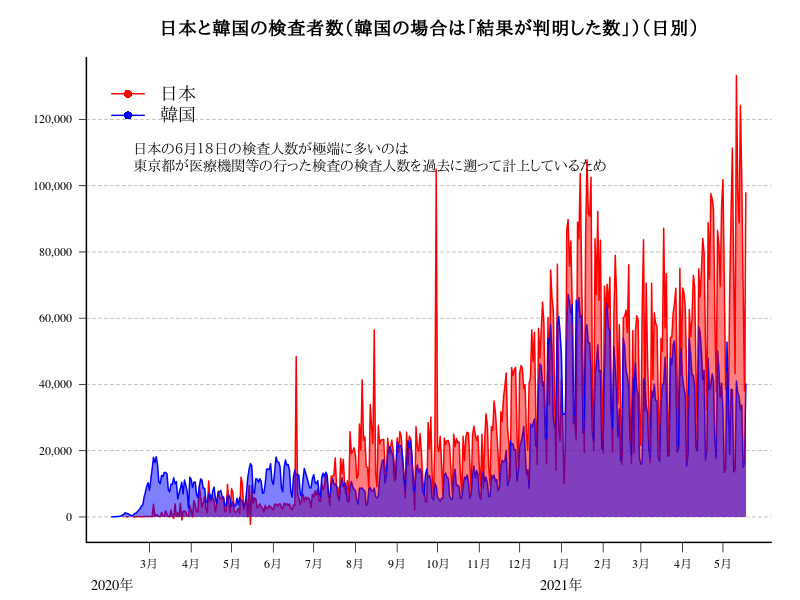 日本と韓国の検査者数（韓国の場合は「結果が判明した数」）（日別）
日本
韓国
日本の6月18日の検査人数が極端に多いのは
東京都が医療機関等の行った検査の検査人数を過去に遡って計上しているため
120,000
100,000
80,000
60,000
40,000
20,000
0
3月 4月 5月 6月 7月 8月 9月 10月 11月 12月 1月 2月 3月 4月 5月
2020年 2021年